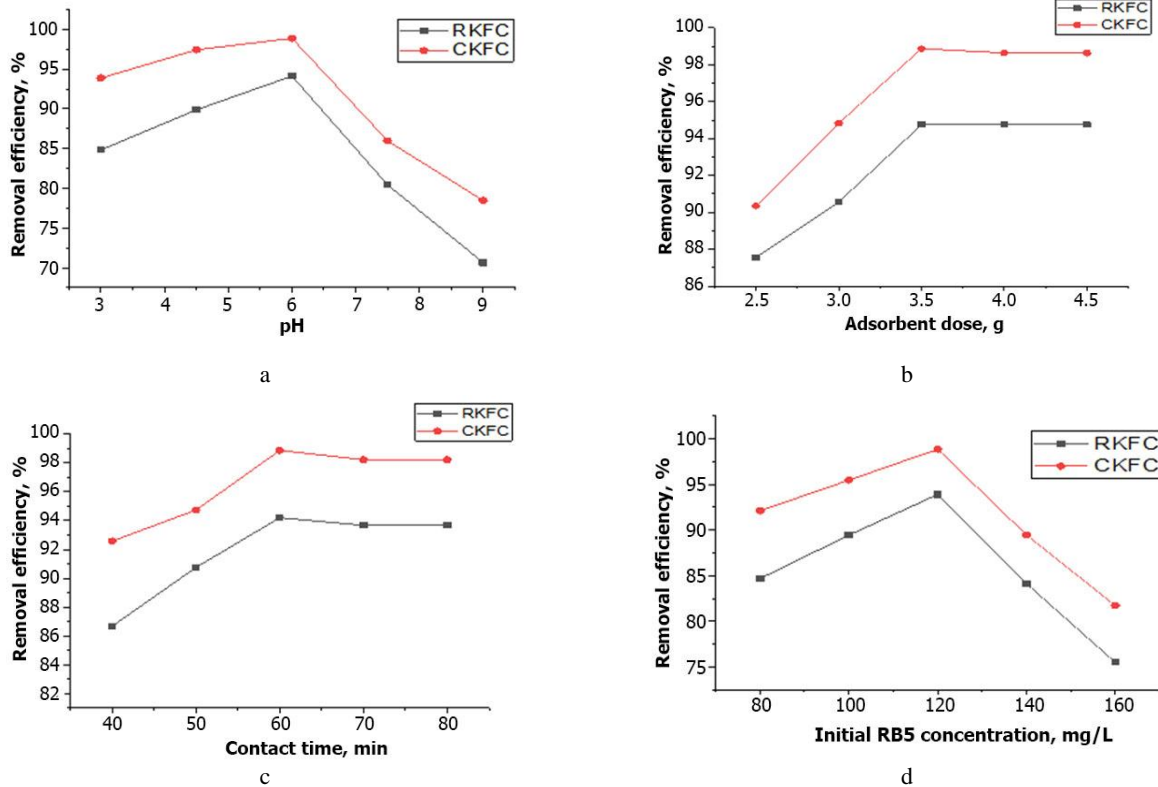 RKFC
CKFC
100
95
90
85
80
75
70
Removal efficiency, %
3 4 5 6 7 8 9
pH
a
RKFC
CKFC
100
98
96
94
92
90
88
86
Removal efficiency, %
2.5 3.0 3.5 4.0 4.5
Adsorbent dose, g
b
RKFC
CKFC
100
98
96
94
92
90
88
86
84
82
Removal efficiency, %
40 50 60 70 80
Contact time, min
c
RKFC
CKFC
100
95
90
85
80
75
Removal efficiency, %
80 100 120 140 160
Initial RB5 concentration, mg/L
d